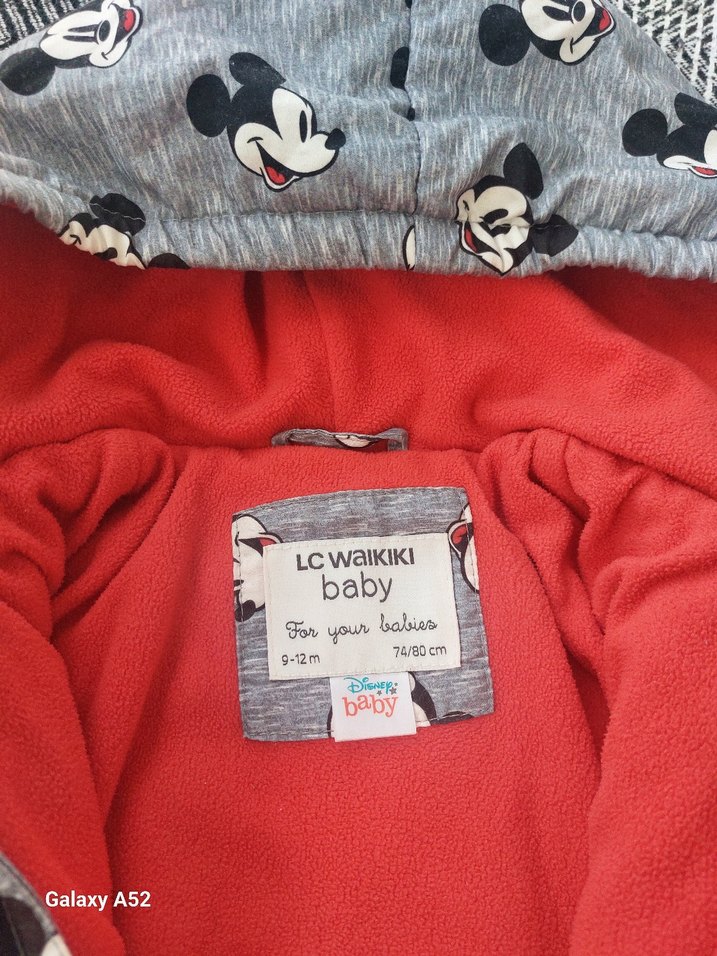 LC WAIKIKI
baby
For your babies
9-12 m 74/80 cm
Disney
baby
Galaxy A52